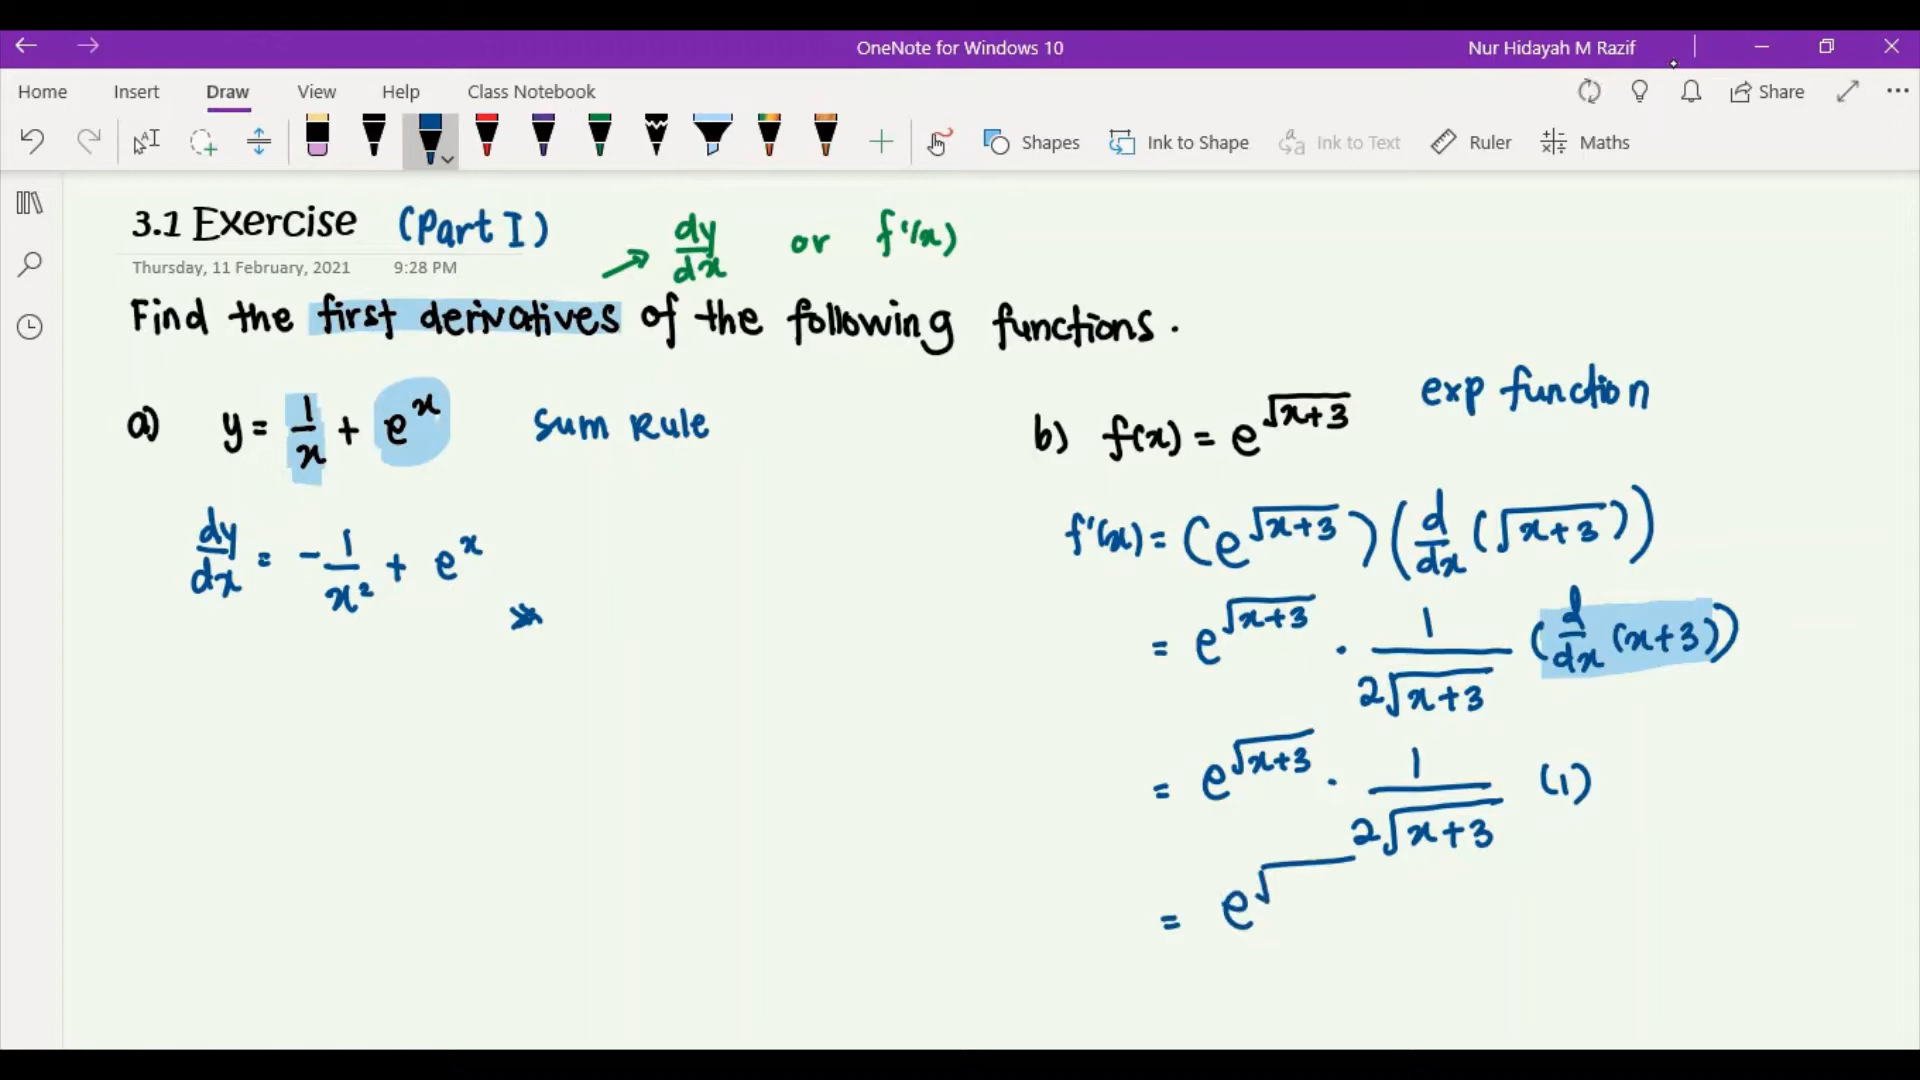 OneNote for Windows 10
Nur Hidayah M Razif
Home Insert Draw View Help Class Notebook Share
Shapes Ink to Shape Ink to Text Ruler Maths
3.1 Exercise (Part I)
dy/dx or f'(x)
Thursday, 11 February, 2021 9:28 PM
Find the first derivatives of the following functions.
a) y = 1/x + e^x Sum Rule
dy/dx = -1/x² + e^x
b) f(x) = e^√(x+3) exp function
f'(x) = (e^√(x+3)) (d/dx (√(x+3)))
= e^√(x+3) · 1/(2√(x+3)) (d/dx (x+3))
= e^√(x+3) · 1/(2√(x+3)) (1)
= e^√